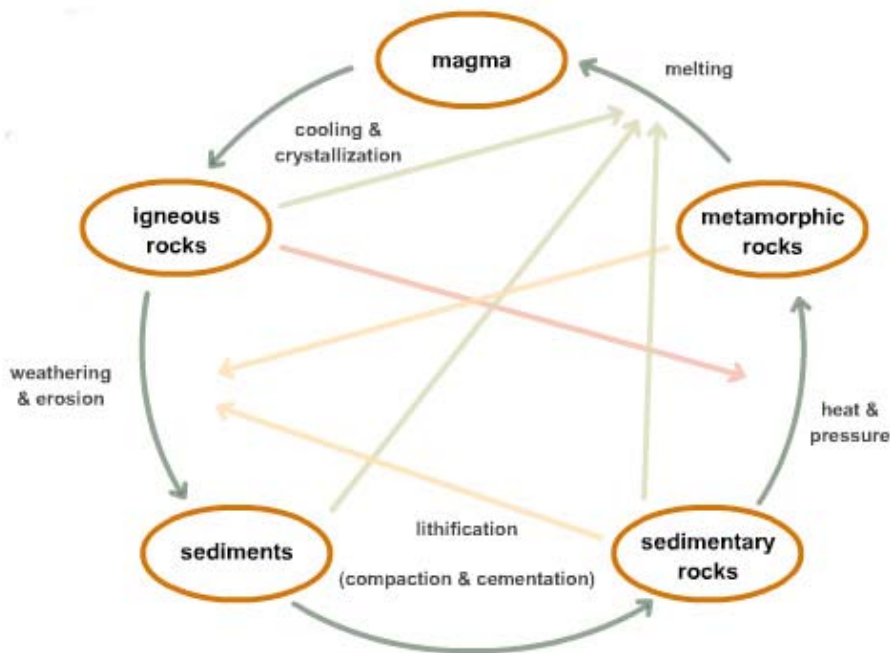 magma
melting
cooling &
crystallization
igneous
rocks
metamorphic
rocks
weathering
& erosion
heat &
pressure
sediments
lithification
(compaction & cementation)
sedimentary
rocks